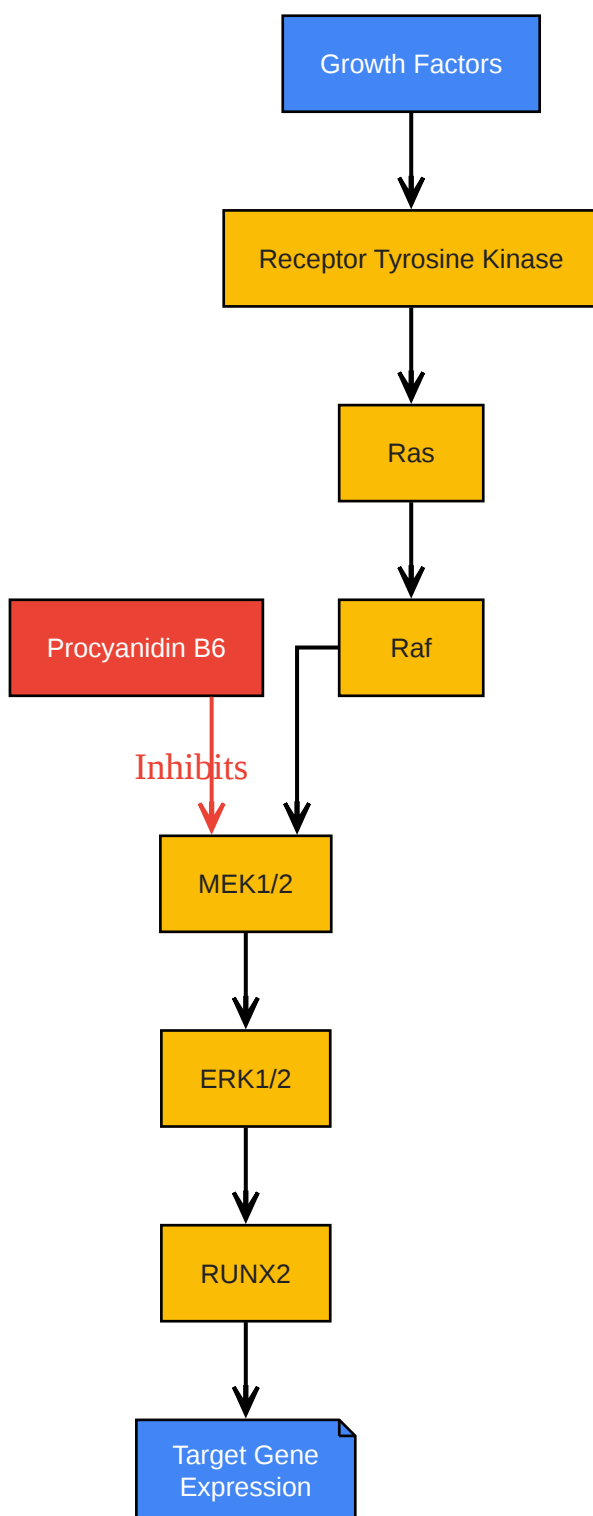 Growth Factors
Receptor Tyrosine Kinase
Ras
Procyanidin B6
Raf
Inhibits
MEK1/2
ERK1/2
RUNX2
Target Gene
Expression